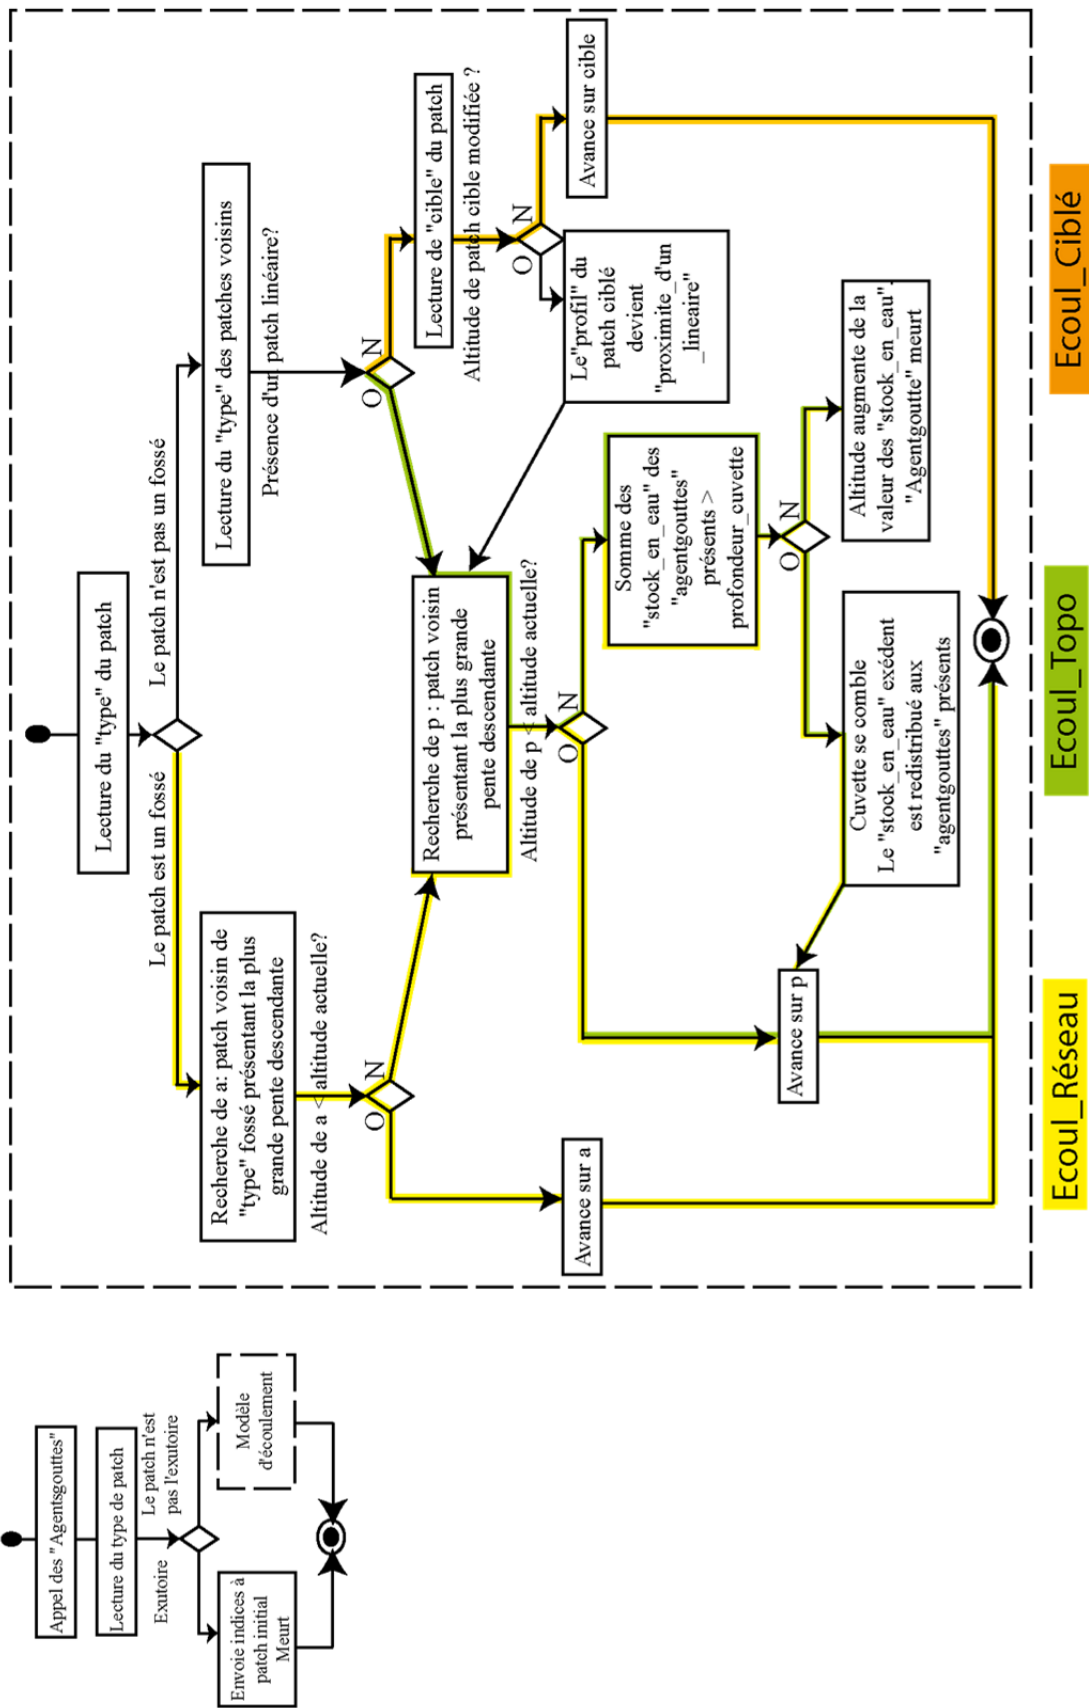 Appel des "Agentsgouttes"
Lecture du type de patch
Exutoire
Le patch n'est
pas l'exutoire
Envoie indices à
patch initial
Meurt
Modèle
d'écoulement
Lecture du "type" du patch
Le patch est un fossé
Le patch n'est pas un fossé
Recherche de a: patch voisin de
"type" fossé présentant la plus
grande pente descendante
Altitude de a < altitude actuelle?
O
N
Lecture du "type" des patches voisins
Présence d'un patch linéaire?
O
N
Lecture de "cible" du patch
Altitude de patch cible modifiée ?
O
N
Recherche de p : patch voisin
présentant la plus grande
pente descendante
Altitude de p < altitude actuelle?
O
N
Le"profil" du
patch ciblé
devient
"proximite_d'un
_lineaire"
Avance sur cible
Avance sur a
Somme des
"stock_en_eau" des
"agentgouttes"
présents >
profondeur_cuvette
O
N
Avance sur p
Cuvette se comble
Le "stock_en_eau" exédent
est redistribué aux
"agentgouttes" présents
Altitude augmente de la
valeur des "stock_en_eau"
"Agentgoutte" meurt
Ecoul_Réseau
Ecoul_Topo
Ecoul_Ciblé